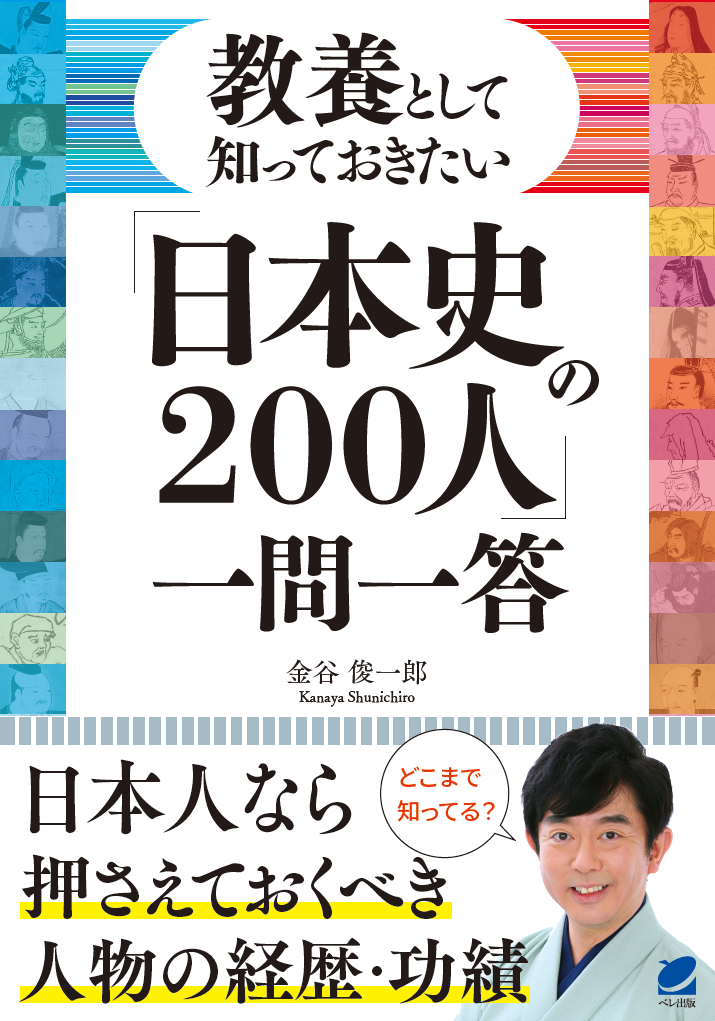 教養として
知っておきたい
「日本史の
200人」
一問一答
金谷 俊一郎
Kanaya Shunichiro
どこまで
知ってる?
日本人なら
押さえておくべき
人物の経歴・功績
ベレ出版